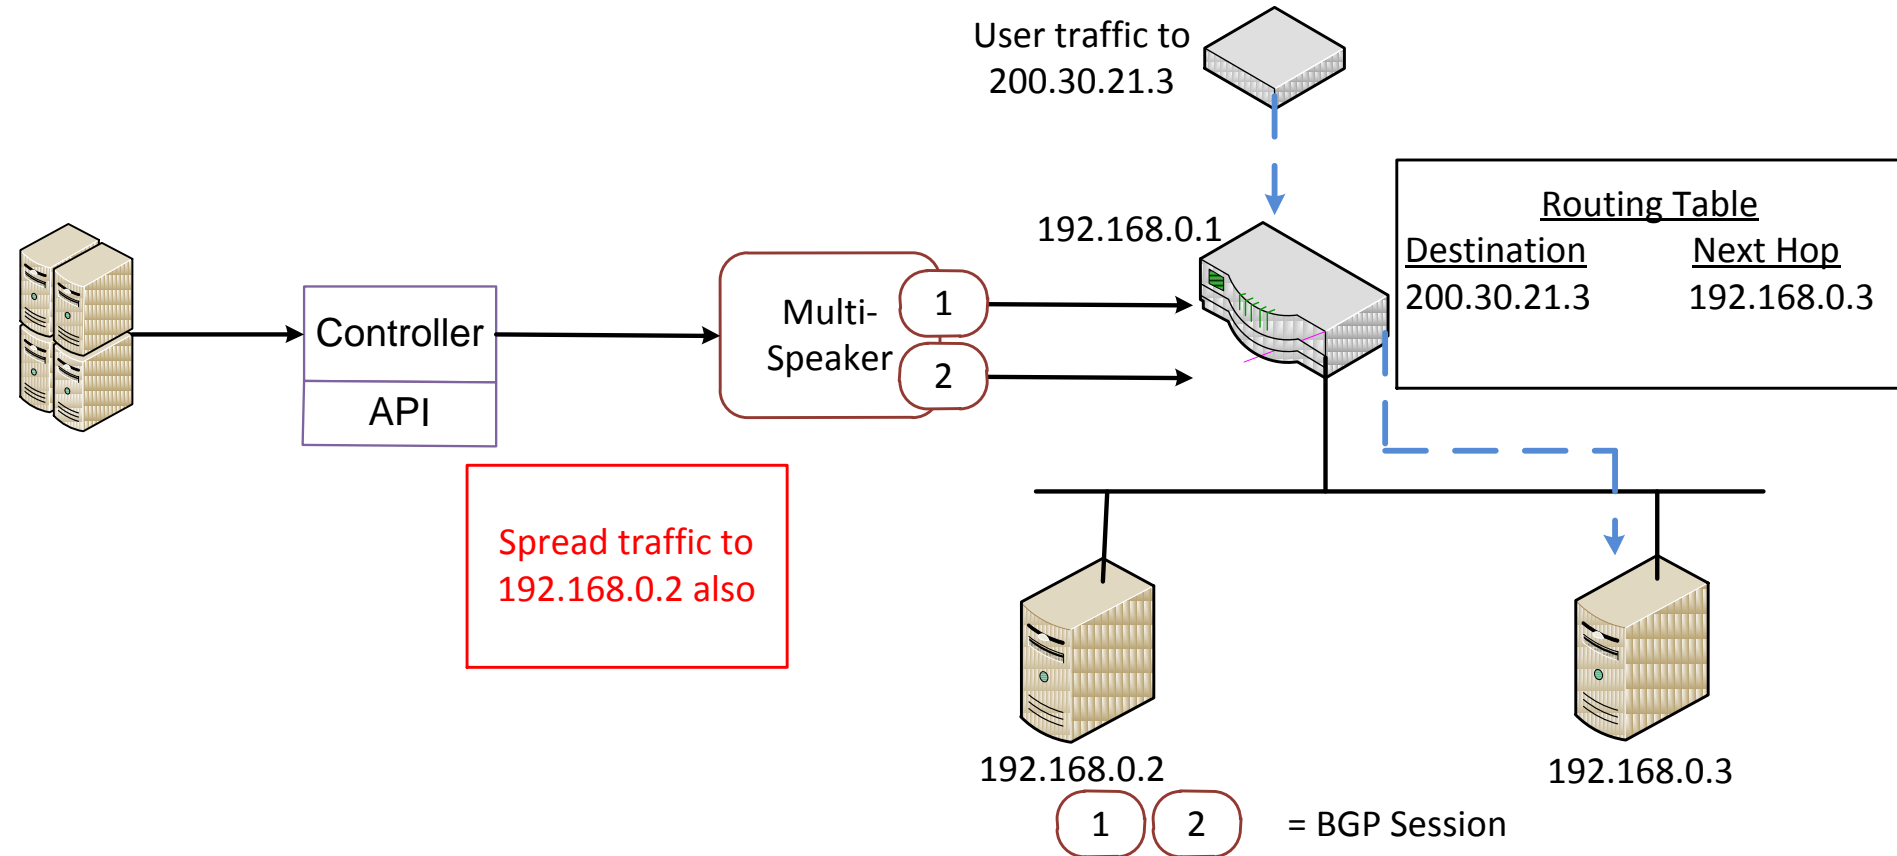 User traffic to
200.30.21.3
192.168.0.1
Routing Table
Destination Next Hop
200.30.21.3 192.168.0.3
Controller
API
Multi-
Speaker
1
2
Spread traffic to
192.168.0.2 also
192.168.0.2
192.168.0.3
1 2 = BGP Session